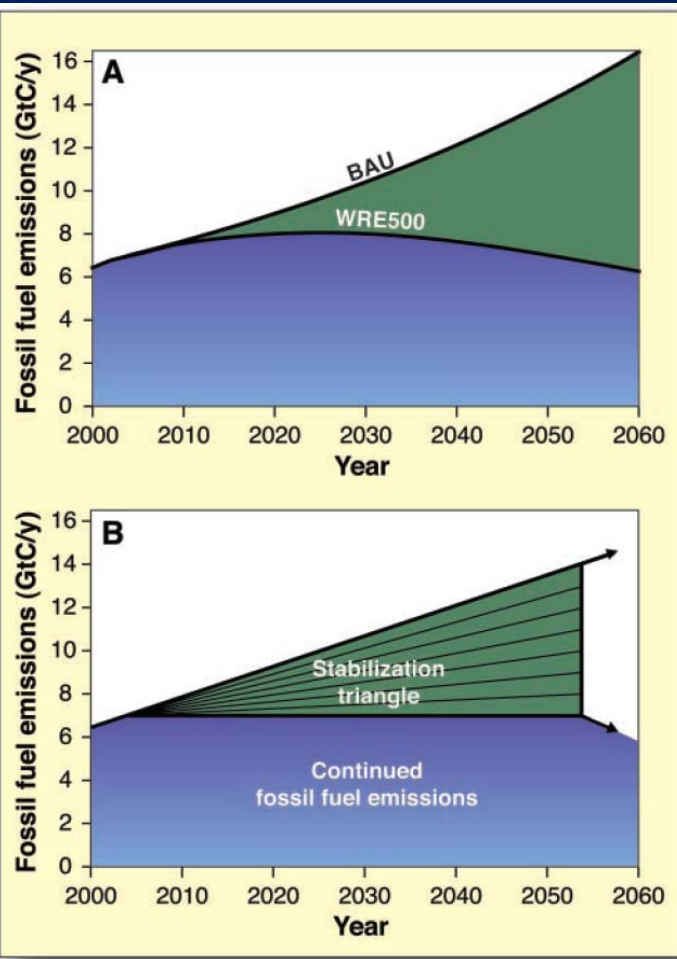 A
Fossil fuel emissions (GtC/y)
16
14
12
10
8
6
4
2
0
BAU
WRE500
2000 2010 2020 2030 2040 2050 2060
Year
B
Fossil fuel emissions (GtC/y)
16
14
12
10
8
6
4
2
0
Stabilization
triangle
Continued
fossil fuel emissions
2000 2010 2020 2030 2040 2050 2060
Year